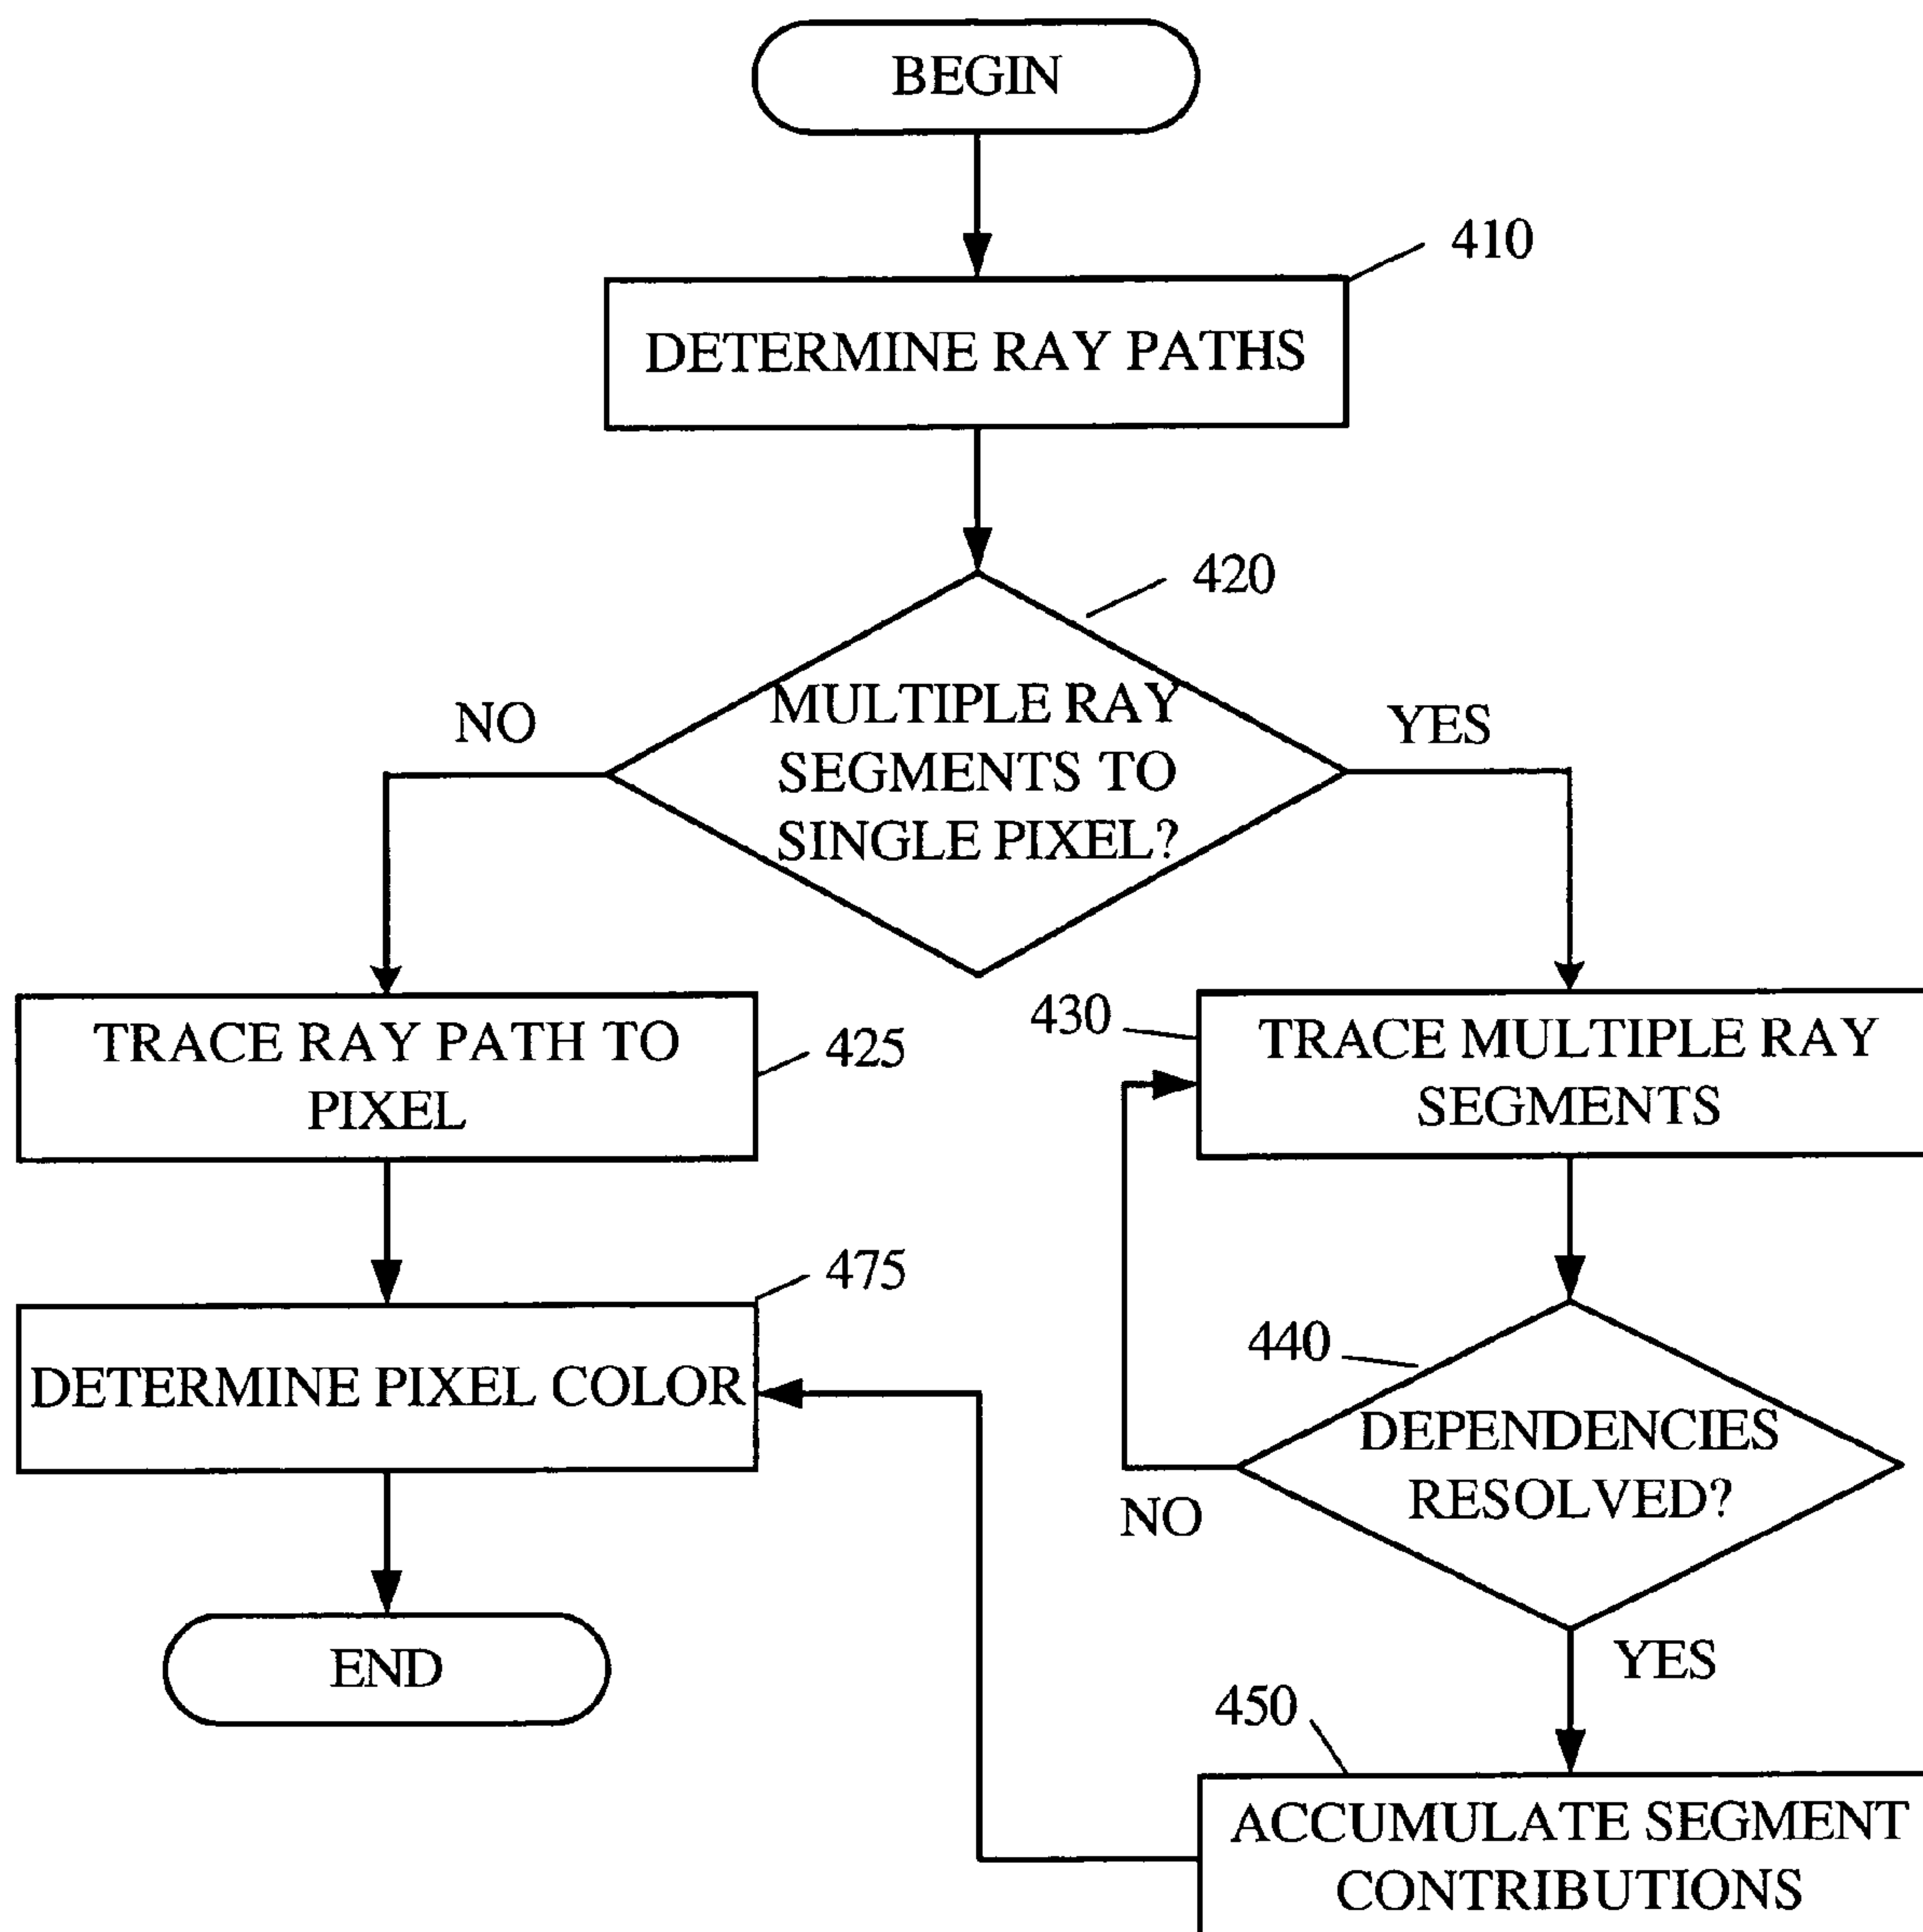 BEGIN
410
DETERMINE RAY PATHS
420
MULTIPLE RAY
SEGMENTS TO
SINGLE PIXEL?
NO
YES
TRACE RAY PATH TO
PIXEL
425
430
TRACE MULTIPLE RAY
SEGMENTS
475
DETERMINE PIXEL COLOR
440
DEPENDENCIES
RESOLVED?
NO
YES
END
450
ACCUMULATE SEGMENT
CONTRIBUTIONS